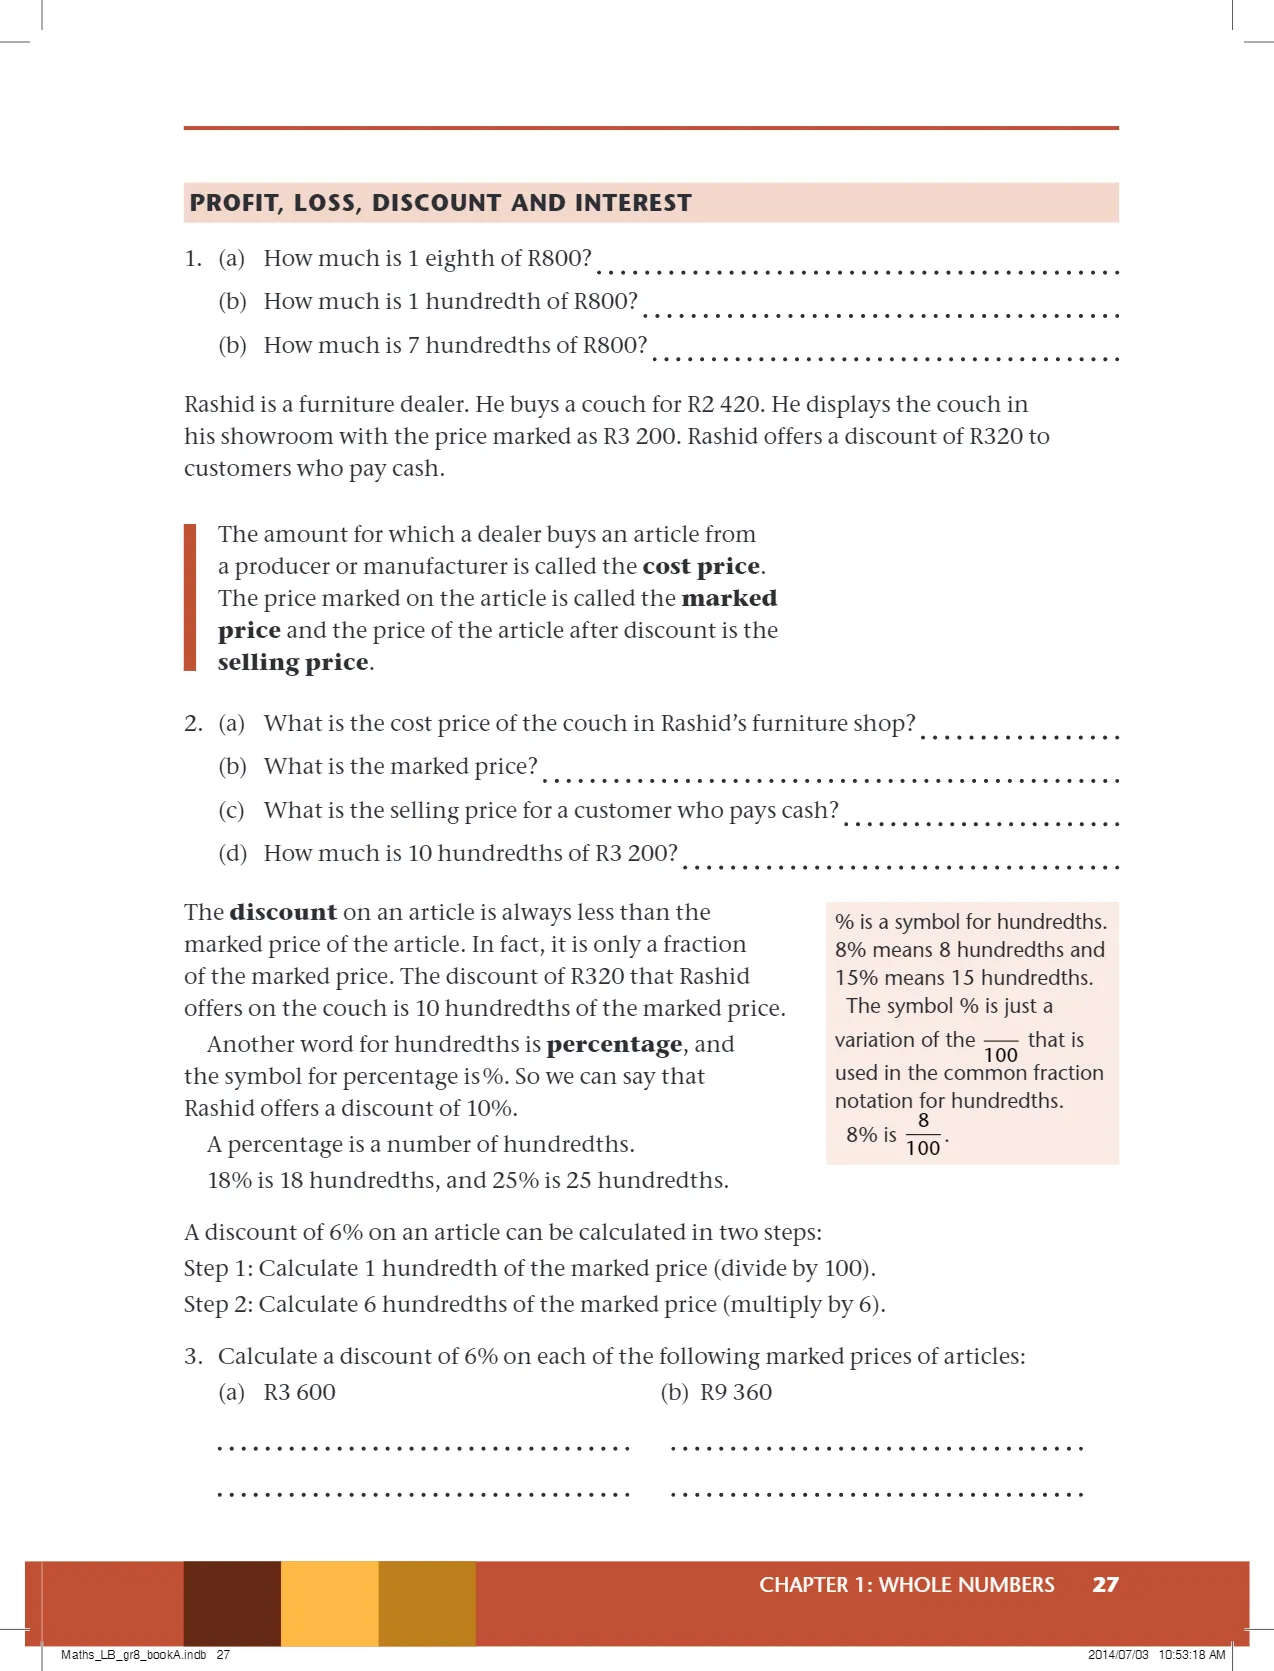 PROFIT, LOSS, DISCOUNT AND INTEREST
1. (a) How much is 1 eighth of R800?
(b) How much is 1 hundredth of R800?
(b) How much is 7 hundredths of R800?
Rashid is a furniture dealer. He buys a couch for R2 420. He displays the couch in
his showroom with the price marked as R3 200. Rashid offers a discount of R320 to
customers who pay cash.
The amount for which a dealer buys an article from
a producer or manufacturer is called the cost price.
The price marked on the article is called the marked
price and the price of the article after discount is the
selling price.
2. (a) What is the cost price of the couch in Rashid’s furniture shop?
(b) What is the marked price?
(c) What is the selling price for a customer who pays cash?
(d) How much is 10 hundredths of R3 200?
The discount on an article is always less than the
marked price of the article. In fact, it is only a fraction
of the marked price. The discount of R320 that Rashid
offers on the couch is 10 hundredths of the marked price.
Another word for hundredths is percentage, and
the symbol for percentage is%. So we can say that
Rashid offers a discount of 10%.
A percentage is a number of hundredths.
18% is 18 hundredths, and 25% is 25 hundredths.
% is a symbol for hundredths.
8% means 8 hundredths and
15% means 15 hundredths.
The symbol % is just a
variation of the __/100 that is
used in the common fraction
notation for hundredths.
8% is 8/100.
A discount of 6% on an article can be calculated in two steps:
Step 1: Calculate 1 hundredth of the marked price (divide by 100).
Step 2: Calculate 6 hundredths of the marked price (multiply by 6).
3. Calculate a discount of 6% on each of the following marked prices of articles:
(a) R3 600 (b) R9 360
CHAPTER 1: WHOLE NUMBERS 27
Maths_LB_gr8_bookA.indb 27 2014/07/03 10:53:18 AM